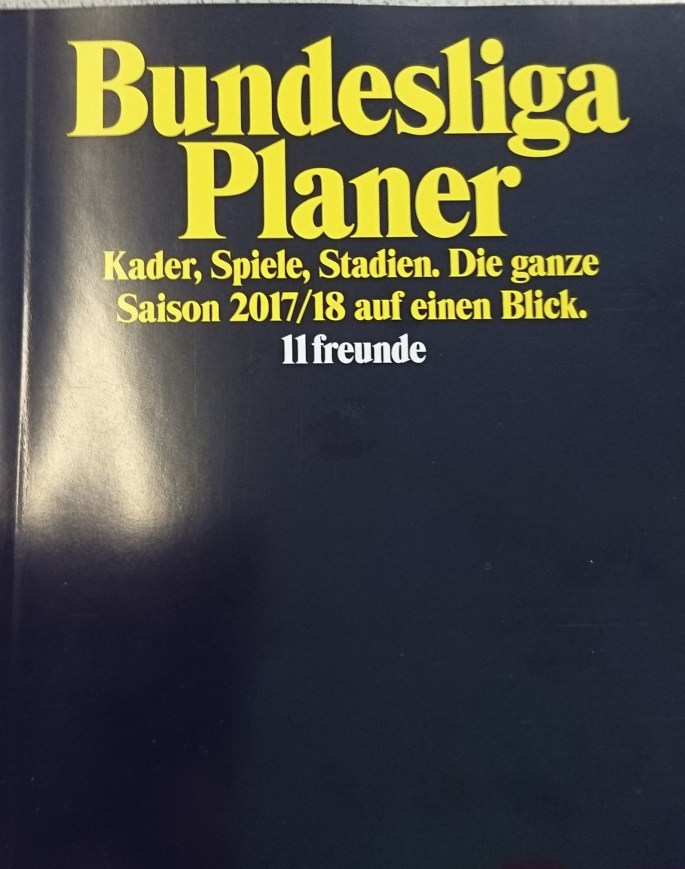 Bundesliga
Planer
Kader, Spiele, Stadien. Die ganze
Saison 2017/18 auf einen Blick.
11freunde